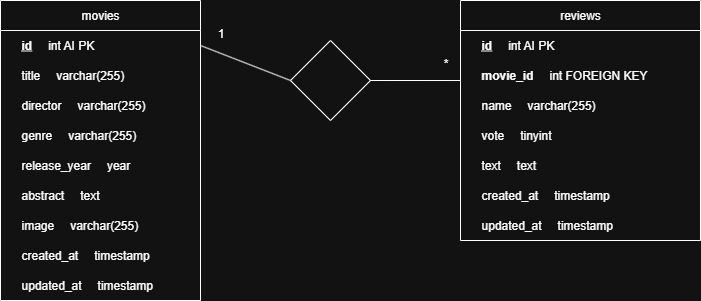 movies
id int AI PK
title varchar(255)
director varchar(255)
genre varchar(255)
release_year year
abstract text
image varchar(255)
created_at timestamp
updated_at timestamp
1
*
reviews
id int AI PK
movie_id int FOREIGN KEY
name varchar(255)
vote tinyint
text text
created_at timestamp
updated_at timestamp